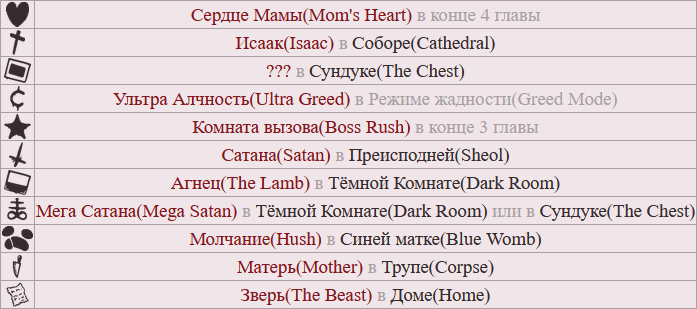 Сердце Мамы(Mom's Heart) в конце 4 главы
Исаак(Isaac) в Соборе(Cathedral)
??? в Сундуке(The Chest)
Ультра Алчность(Ultra Greed) в Режиме жадности(Greed Mode)
Комната вызова(Boss Rush) в конце 3 главы
Сатана(Satan) в Преисподней(Sheol)
Агнец(The Lamb) в Тёмной Комнате(Dark Room)
Мега Сатана(Mega Satan) в Тёмной Комнате(Dark Room) или в Сундуке(The Chest)
Молчание(Hush) в Синей матке(Blue Womb)
Матерь(Mother) в Трупе(Corpse)
Зверь(The Beast) в Доме(Home)